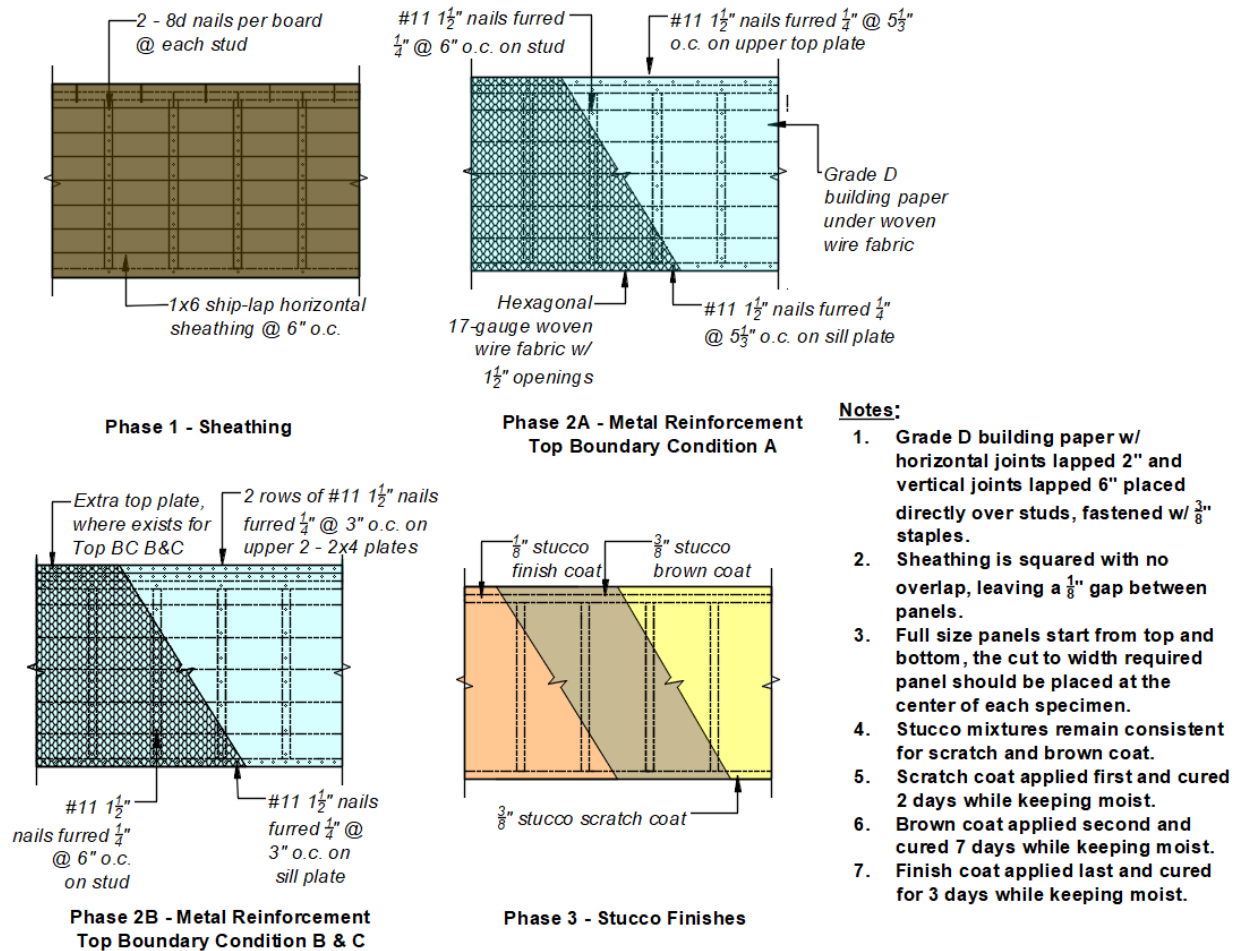 2 - 8d nails per board
@ each stud
1x6 ship-lap horizontal
sheathing @ 6" o.c.
Phase 1 - Sheathing
#11 1½" nails furred
¼" @ 6" o.c. on stud
#11 1½" nails furred ¼" @ 5⅓"
o.c. on upper top plate
Grade D
building paper
under woven
wire fabric
Hexagonal
17-gauge woven
wire fabric w/
1½" openings
#11 1½" nails furred ¼"
@ 5⅓" o.c. on sill plate
Phase 2A - Metal Reinforcement
Top Boundary Condition A
Extra top plate,
where exists for
Top BC B&C
2 rows of #11 1½" nails
furred ¼" @ 3" o.c. on
upper 2 - 2x4 plates
#11 1½"
nails furred ¼"
@ 6" o.c.
on stud
#11 1½" nails
furred ¼" @
3" o.c. on
sill plate
Phase 2B - Metal Reinforcement
Top Boundary Condition B & C
⅛" stucco
finish coat
⅜" stucco
brown coat
⅜" stucco scratch coat
Phase 3 - Stucco Finishes
Notes:
1. Grade D building paper w/
horizontal joints lapped 2" and
vertical joints lapped 6" placed
directly over studs, fastened w/ ⅜"
staples.
2. Sheathing is squared with no
overlap, leaving a ⅛" gap between
panels.
3. Full size panels start from top and
bottom, the cut to width required
panel should be placed at the
center of each specimen.
4. Stucco mixtures remain consistent
for scratch and brown coat.
5. Scratch coat applied first and cured
2 days while keeping moist.
6. Brown coat applied second and
cured 7 days while keeping moist.
7. Finish coat applied last and cured
for 3 days while keeping moist.